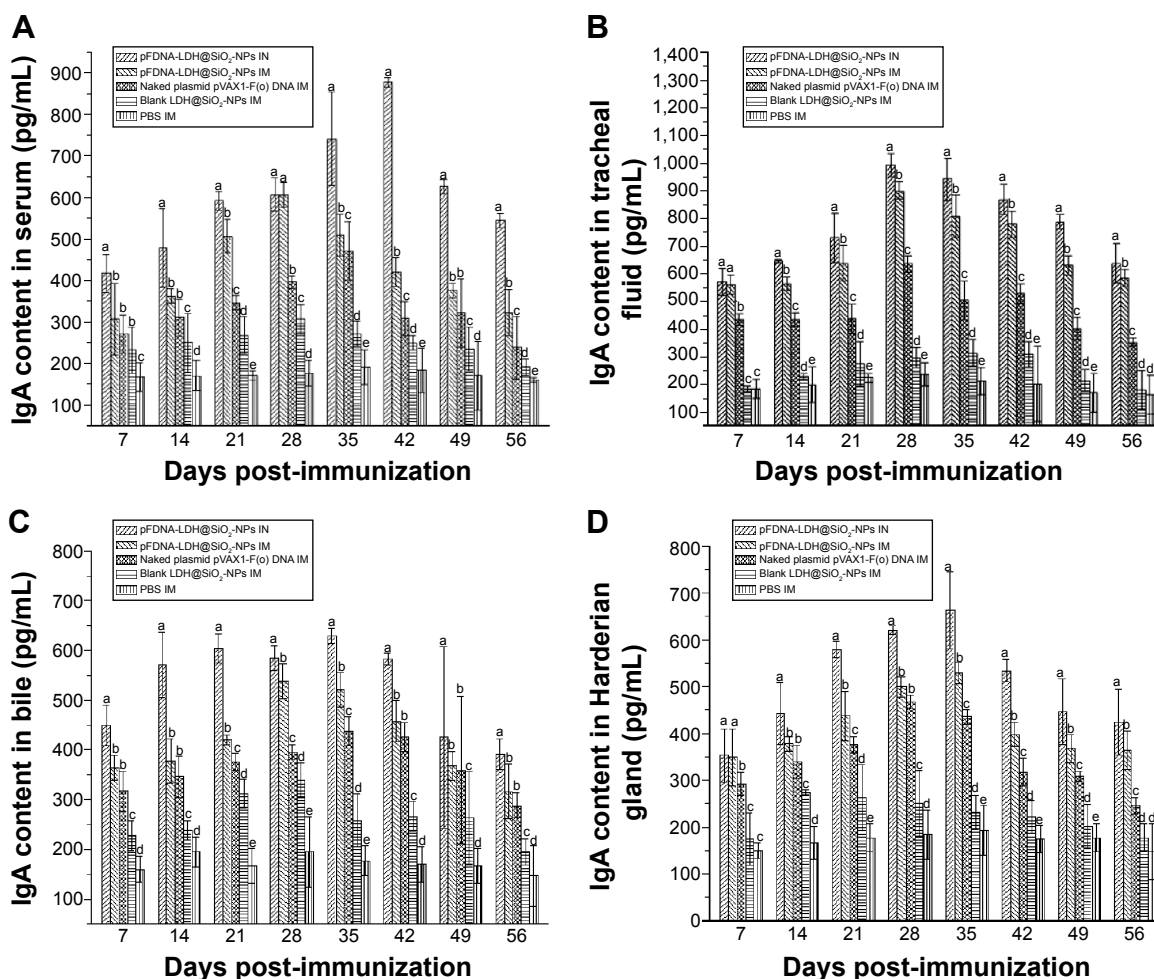 A
pFDNA-LDH@SiO₂-NPs IN
pFDNA-LDH@SiO₂-NPs IM
Naked plasmid pVAX1-F(o) DNA IM
Blank LDH@SiO₂-NPs IM
PBS IM
IgA content in serum (pg/mL)
900
800
700
600
500
400
300
200
100
a b b b c
a b b c d
a b c d e
a a b c d
a b c d e
a b c d e
a b b c d
7 14 21 28 35 42 49 56
Days post-immunization
B
pFDNA-LDH@SiO₂-NPs IN
pFDNA-LDH@SiO₂-NPs IM
Naked plasmid pVAX1-F(o) DNA IM
Blank LDH@SiO₂-NPs IM
PBS IM
IgA content in tracheal
fluid (pg/mL)
1,400
1,300
1,200
1,100
1,000
900
800
700
600
500
400
300
200
100
a a b c c
a b c d e
a b c d e
a b c d e
a b c d e
a b c d e
a b c d e
a b c d d
7 14 21 28 35 42 49 56
Days post-immunization
C
pFDNA-LDH@SiO₂-NPs IN
pFDNA-LDH@SiO₂-NPs IM
Naked plasmid pVAX1-F(o) DNA IM
Blank LDH@SiO₂-NPs IM
PBS IM
IgA content in bile (pg/mL)
800
700
600
500
400
300
200
100
a b b c d
a b b c d
a b c d e
a b c d e
a b c d e
a b b c d
a b b c d
a b b c d
7 14 21 28 35 42 49 56
Days post-immunization
D
pFDNA-LDH@SiO₂-NPs IN
pFDNA-LDH@SiO₂-NPs IM
Naked plasmid pVAX1-F(o) DNA IM
Blank LDH@SiO₂-NPs IM
PBS IM
IgA content in Harderian
gland (pg/mL)
800
700
600
500
400
300
200
150
100
0
a a b c c
a b b c d
a b c d e
a b c d e
a b c d e
a b c d e
a b c d e
a b c d d
7 14 21 28 35 42 49 56
Days post-immunization